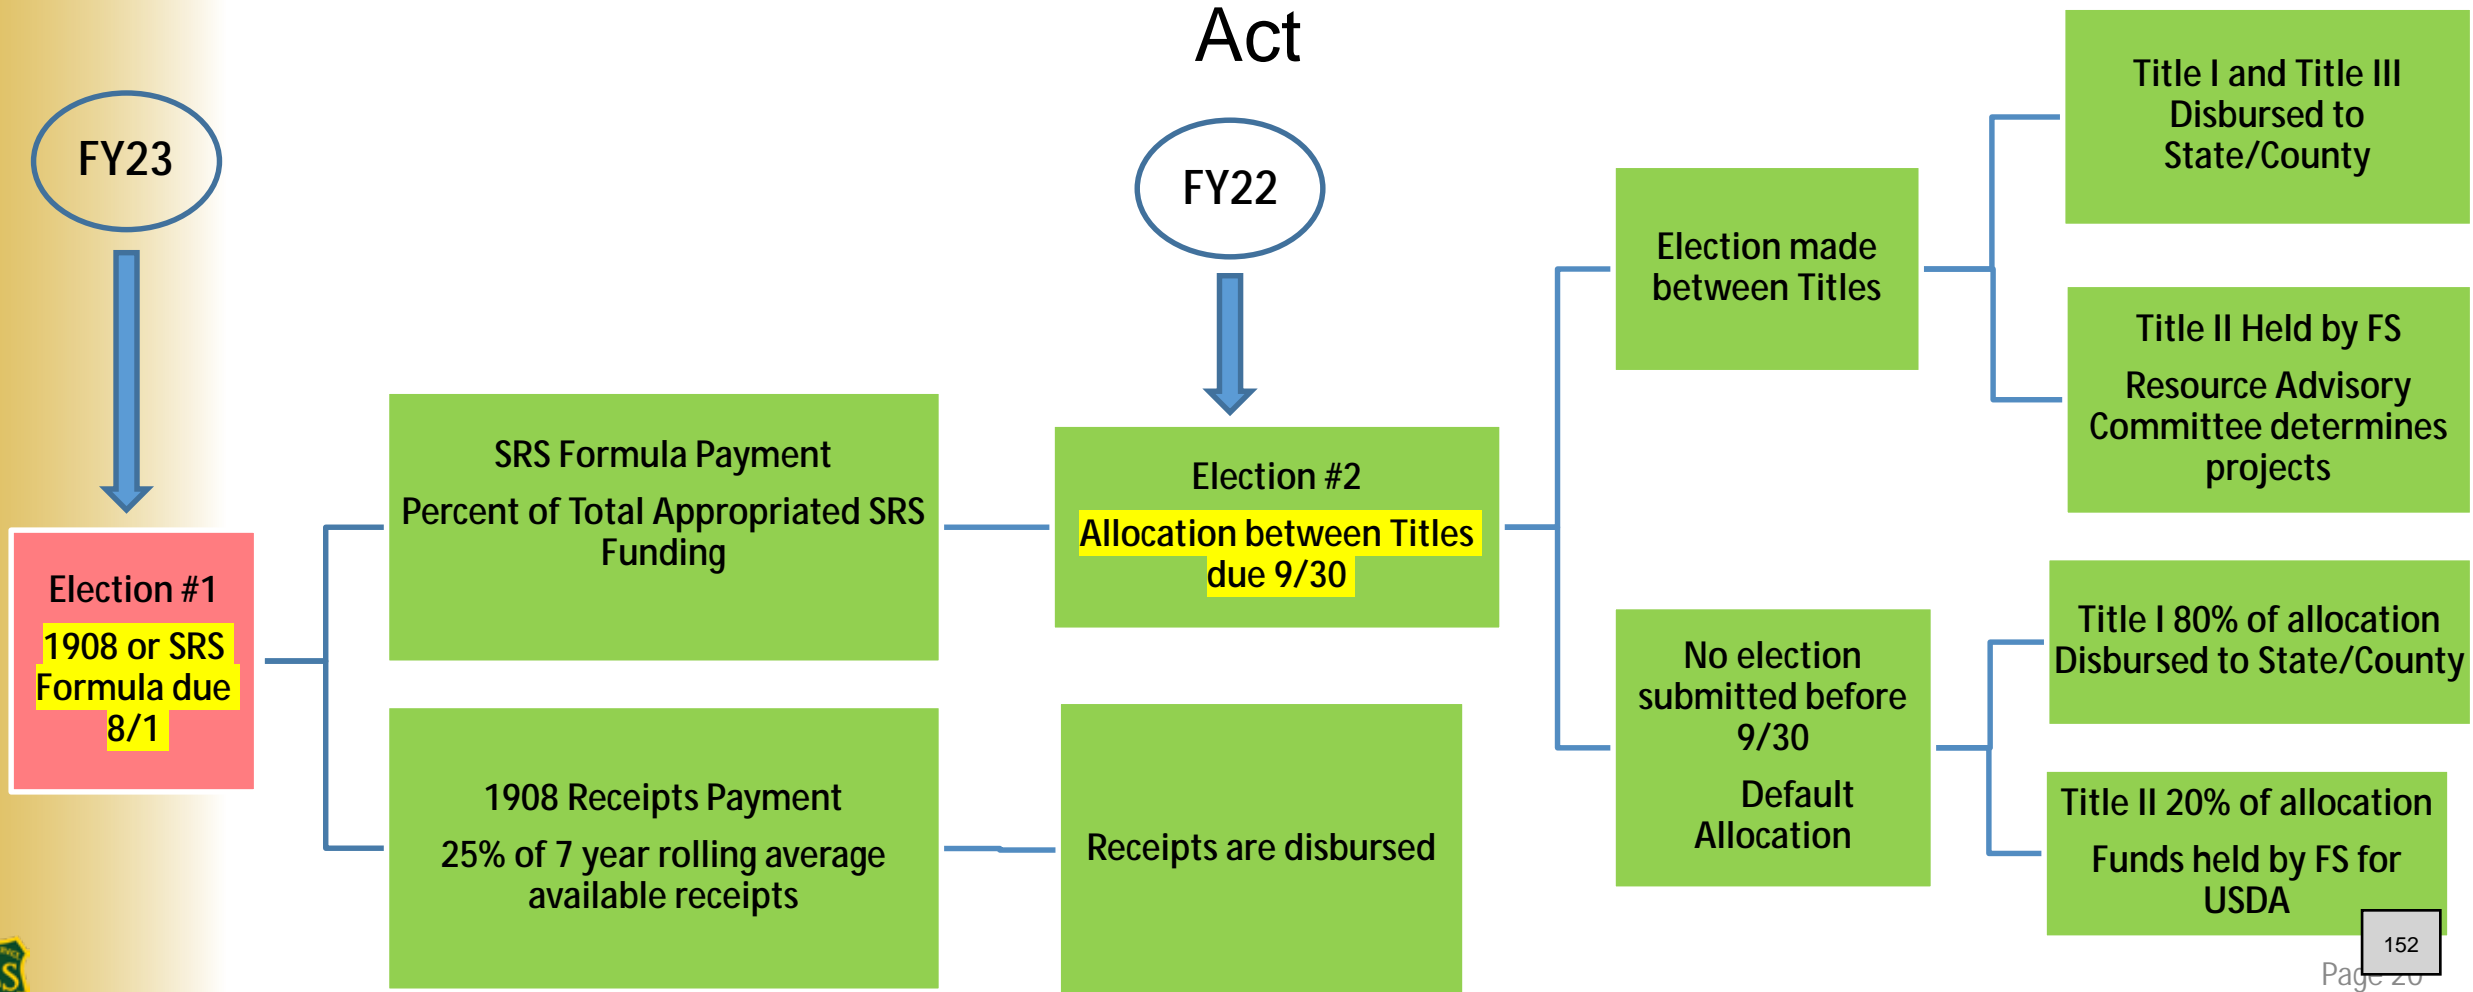 Act
FY23
FY22
Election #1
1908 or SRS
Formula due
8/1
SRS Formula Payment
Percent of Total Appropriated SRS
Funding
1908 Receipts Payment
25% of 7 year rolling average
available receipts
Election #2
Allocation between Titles
due 9/30
Receipts are disbursed
Election made
between Titles
No election
submitted before
9/30
Default
Allocation
Title I and Title III
Disbursed to
State/County
Title II Held by FS
Resource Advisory
Committee determines
projects
Title I 80% of allocation
Disbursed to State/County
Title II 20% of allocation
Funds held by FS for
USDA
152
Page 20